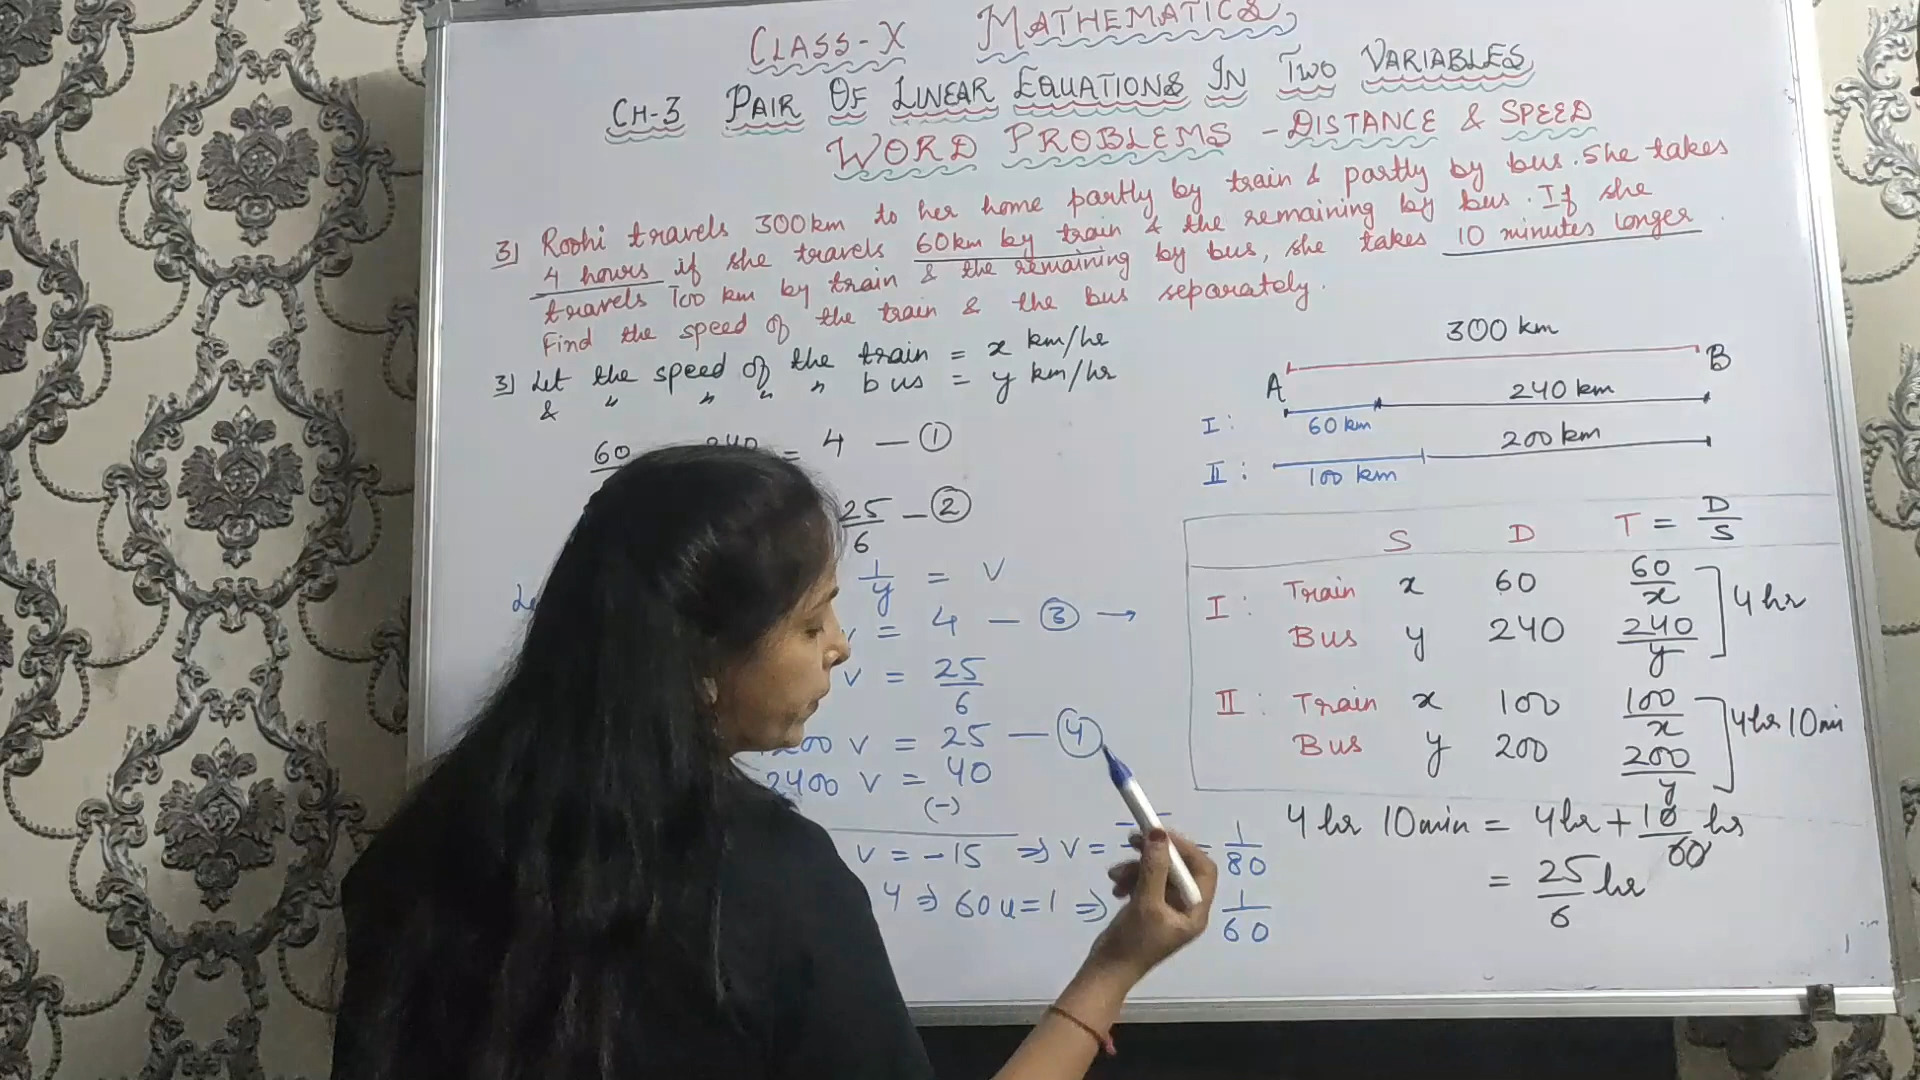 CLASS-X MATHEMATICS
CH-3 PAIR OF LINEAR EQUATIONS IN TWO VARIABLES
WORD PROBLEMS - DISTANCE & SPEED
3] Roohi travels 300km to her home partly by train & partly by bus. She takes
4 hours if she travels 60km by train & the remaining by bus. If she
travels 100 km by train & the remaining by bus, she takes 10 minutes longer.
Find the speed of the train & the bus separately.
3] Let the speed of the train = x km/hr
& " " " " bus = y km/hr
60 240 = 4 — ①
25/6 — ②
1/y = v
v = 4 — ③ →
v = 25/6
200 v = 25 — ④
2400 v = 40
(-)
v = -15 ⇒ v = = 1/80
4 ⇒ 60u = 1 ⇒ 1/60
300 km
A B
I : 60 km 240 km
II : 100 km 200 km
S D T = D/S
I : Train x 60 60/x
Bus y 240 240/y ] 4 hr
II : Train x 100 100/x
Bus y 200 200/y ] 4hr 10min
4 hr 10min = 4hr + 10/60 hr
= 25/6 hr